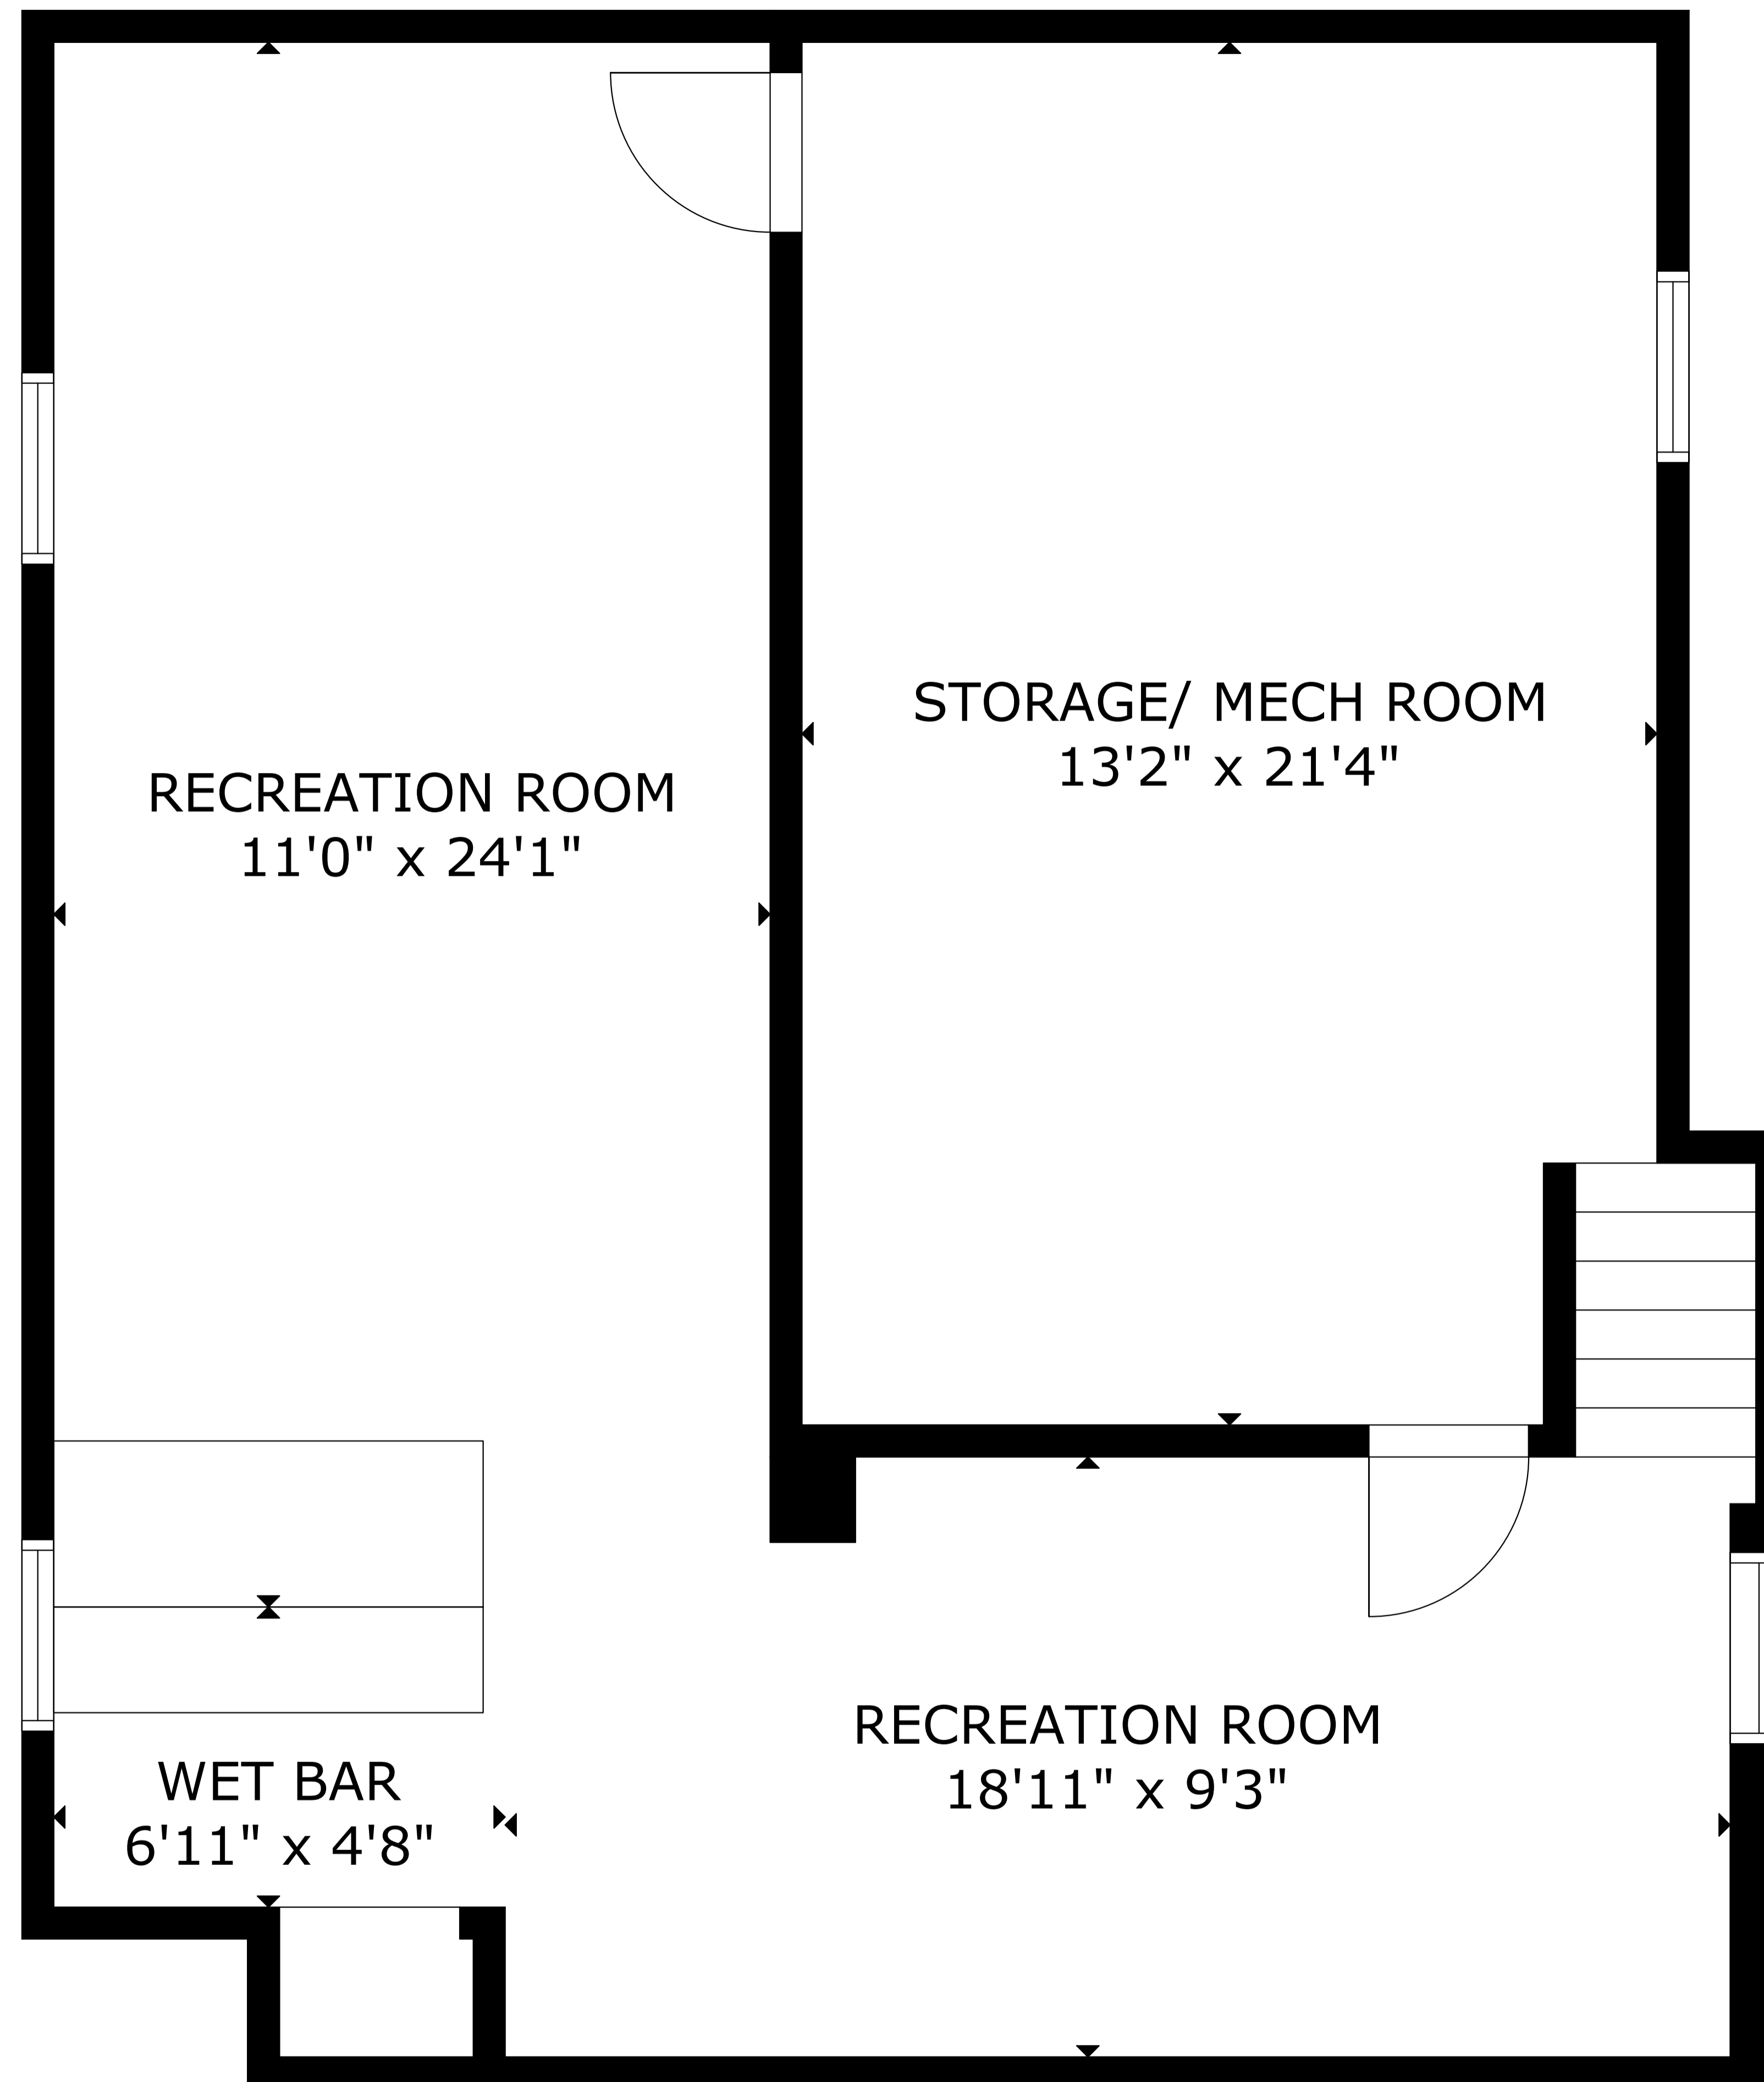 STORAGE/ MECH ROOM
13'2" x 21'4"
RECREATION ROOM
11'0" x 24'1"
RECREATION ROOM
18'11" x 9'3"
WET BAR
6'11" x 4'8"